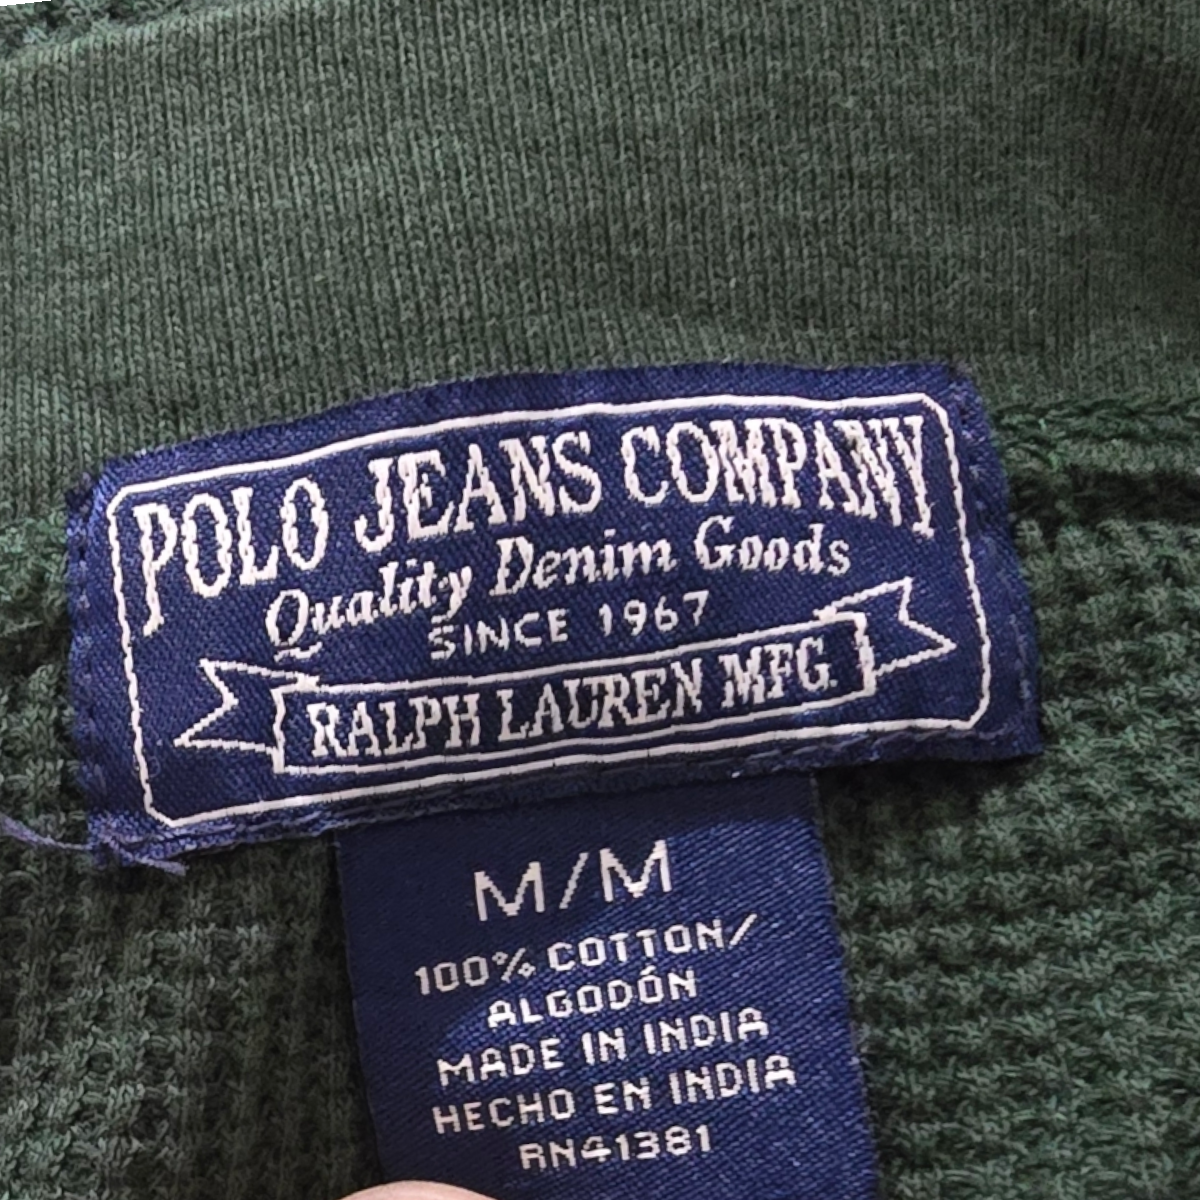 POLO JEANS COMPANY
Quality Denim Goods
SINCE 1967
RALPH LAUREN MFG.
M/M
100% COTTON/
ALGODÓN
MADE IN INDIA
HECHO EN INDIA
RN41381